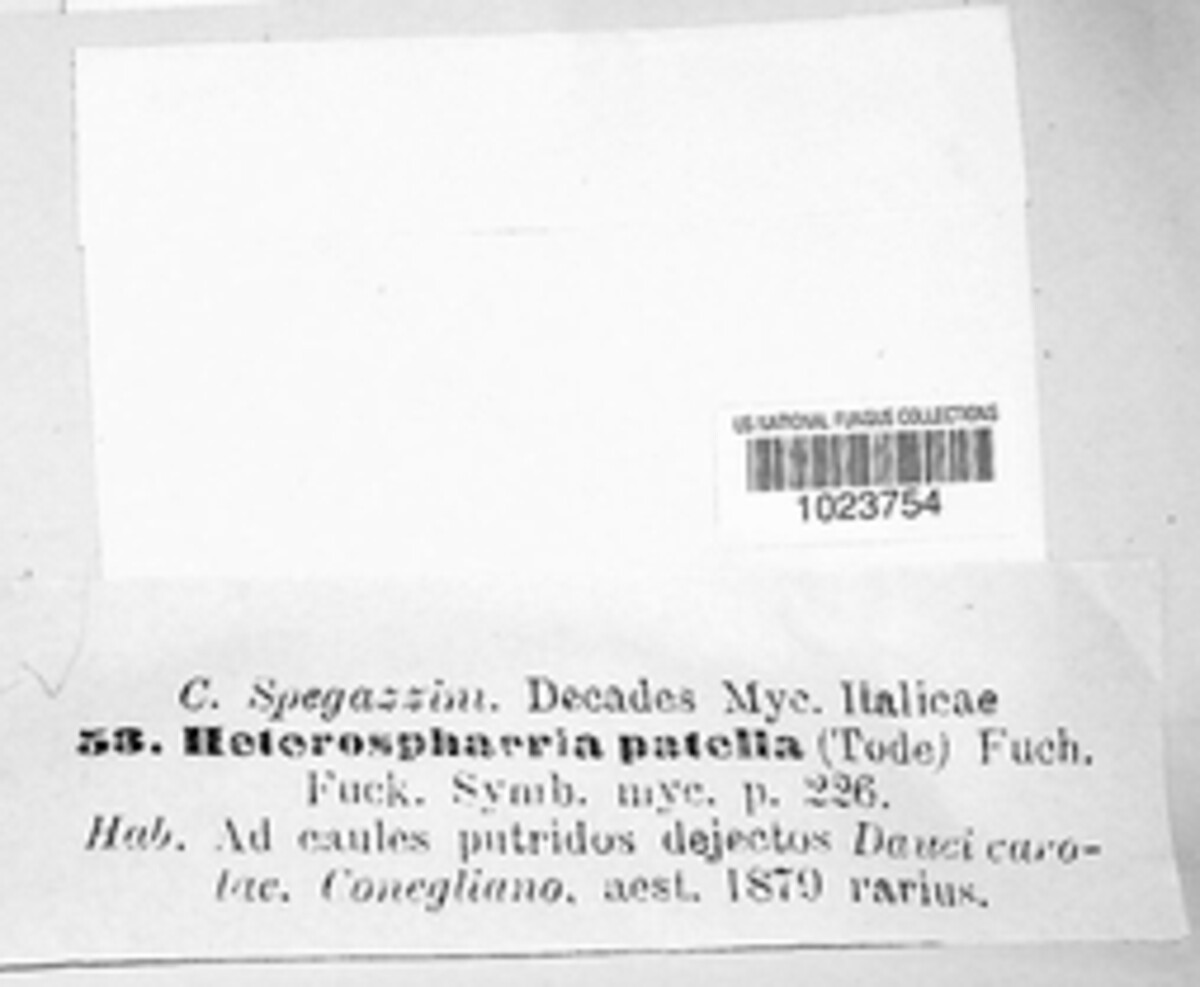 US NATIONAL FUNGUS COLLECTIONS
1023754
C. Spegazzini. Decades Myc. Italicae
53. Heterosphaeria patella (Tode) Fuch.
Fuck. Symb. myc. p. 226.
Hab. Ad caules putridos dejectos Dauci caro-
tae. Conegliano, aest. 1879 rarius.